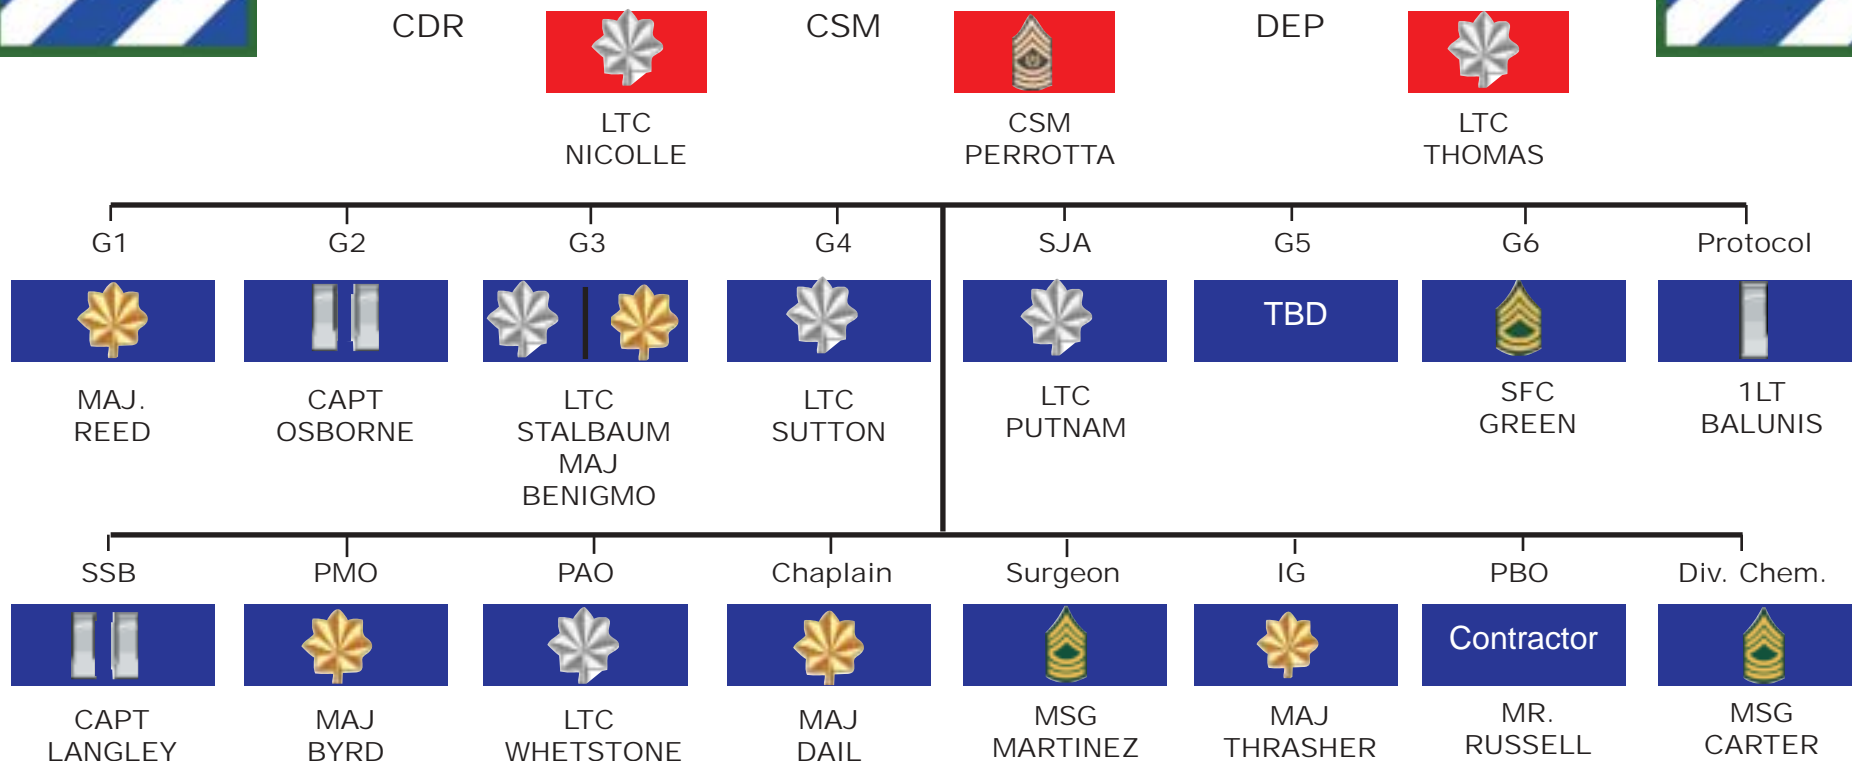 CDR CSM DEP
LTC CSM LTC
NICOLLE PERROTTA THOMAS
G1 G2 G3 G4 SJA G5 G6 Protocol
TBD
MAJ. CAPT LTC LTC LTC SFC 1LT
REED OSBORNE STALBAUM SUTTON PUTNAM GREEN BALUNIS
MAJ
BENIGMO
SSB PMO PAO Chaplain Surgeon IG PBO Div. Chem.
Contractor
CAPT MAJ LTC MAJ MSG MAJ MR. MSG
LANGLEY BYRD WHETSTONE DAIL MARTINEZ THRASHER RUSSELL CARTER